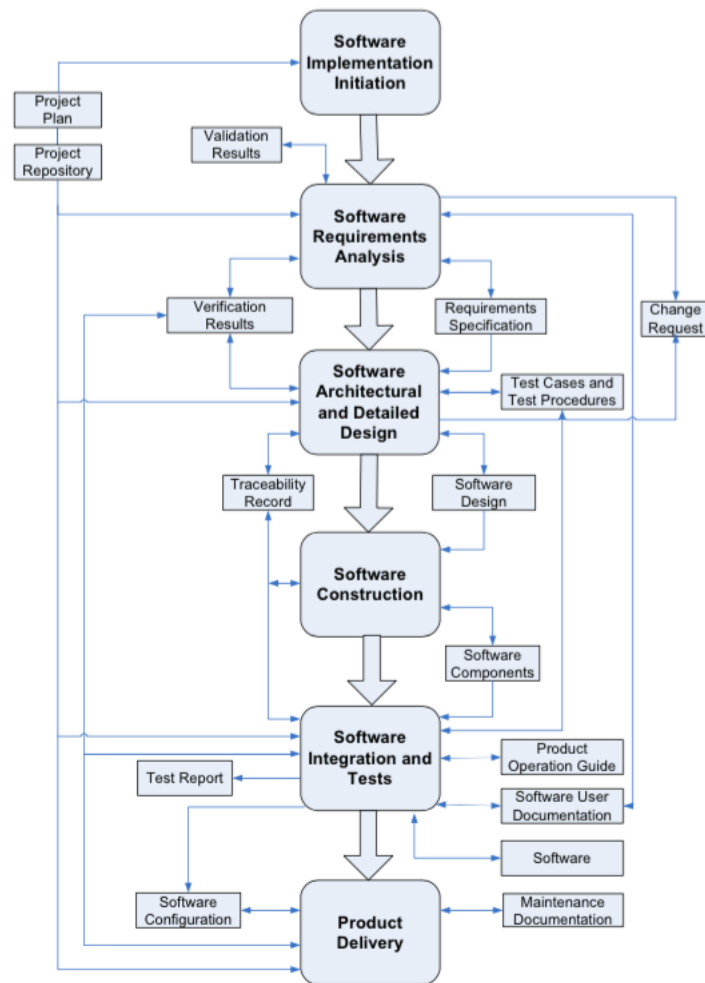 Software
Implementation
Initiation
Project
Plan
Project
Repository
Validation
Results
Software
Requirements
Analysis
Verification
Results
Requirements
Specification
Change
Request
Software
Architectural
and Detailed
Design
Test Cases and
Test Procedures
Traceability
Record
Software
Design
Software
Construction
Software
Components
Software
Integration and
Tests
Product
Operation Guide
Test Report
Software User
Documentation
Software
Software
Configuration
Product
Delivery
Maintenance
Documentation